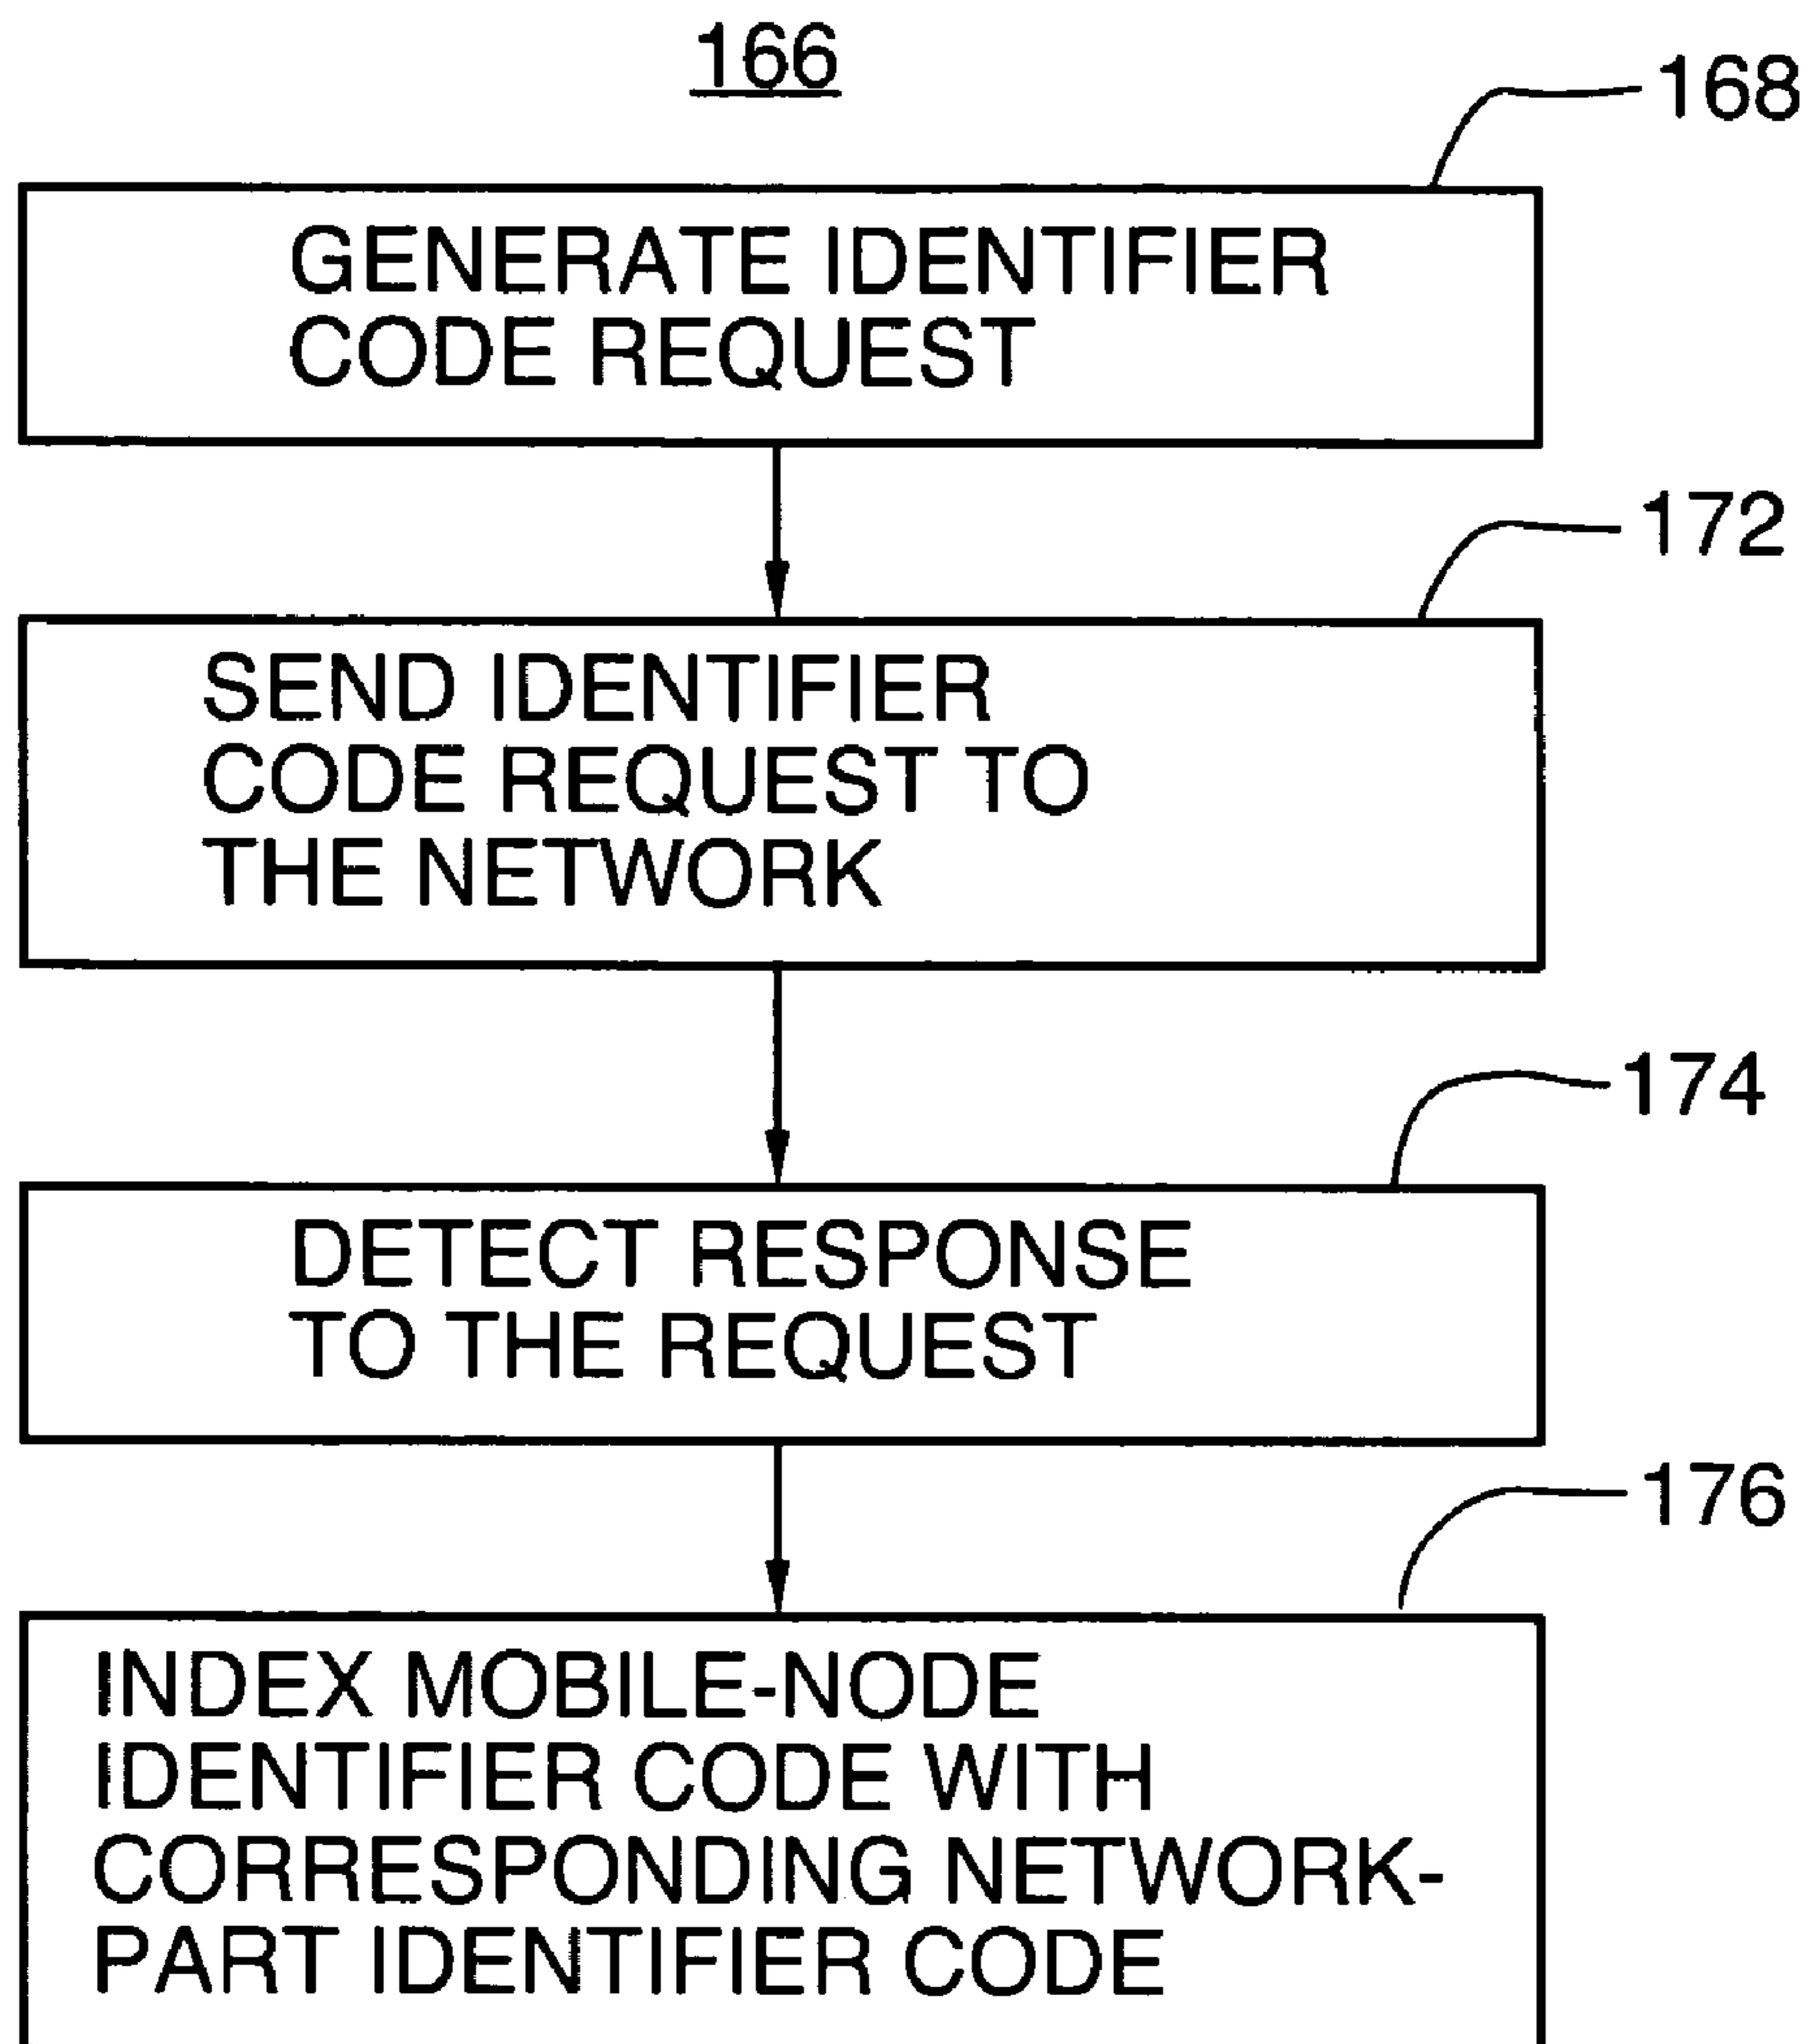 166
168
GENERATE IDENTIFIER
CODE REQUEST
172
SEND IDENTIFIER
CODE REQUEST TO
THE NETWORK
174
DETECT RESPONSE
TO THE REQUEST
176
INDEX MOBILE-NODE
IDENTIFIER CODE WITH
CORRESPONDING NETWORK-
PART IDENTIFIER CODE